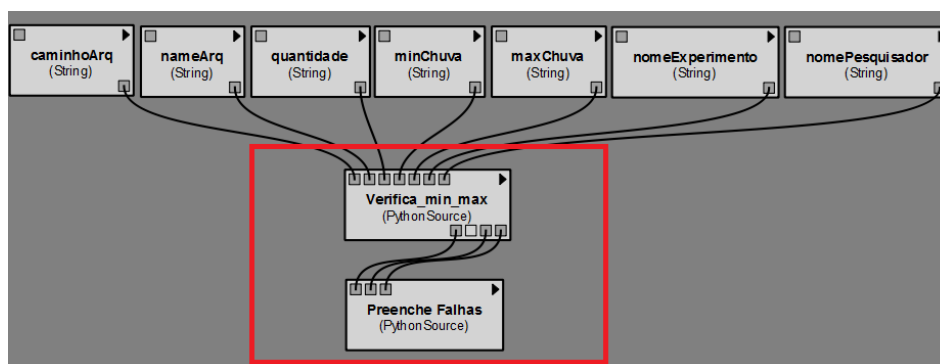 caminhoArq
(String)
nameArq
(String)
quantidade
(String)
minChuva
(String)
maxChuva
(String)
nomeExperimento
(String)
nomePesquisador
(String)
Verifica_min_max
(PythonSource)
Preenche Falhas
(PythonSource)